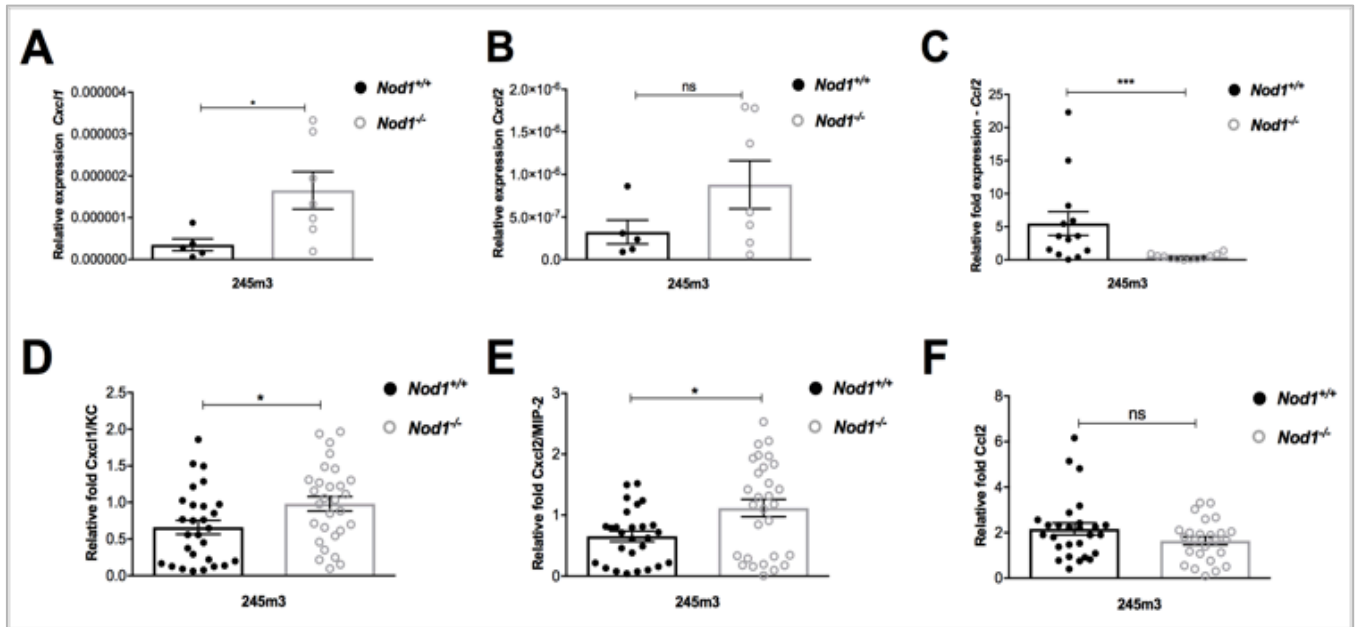 A
Relative expression Cxcl1
0.000004
0.000003
0.000002
0.000001
0.000000
*
Nod1+/+
Nod1-/-
245m3
B
Relative expression Cxcl2
2.0×10-6
1.5×10-6
1.0×10-6
5.0×10-7
0.0
ns
Nod1+/+
Nod1-/-
245m3
C
Relative fold expression - Ccl2
25
20
15
10
5
0
***
Nod1+/+
Nod1-/-
245m3
D
Relative fold Cxcl1/KC
2.5
2.0
1.5
1.0
0.5
0.0
*
Nod1+/+
Nod1-/-
245m3
E
Relative fold Cxcl2/MIP-2
3
2
1
0
*
Nod1+/+
Nod1-/-
245m3
F
Relative fold Ccl2
8
6
4
2
0
ns
Nod1+/+
Nod1-/-
245m3